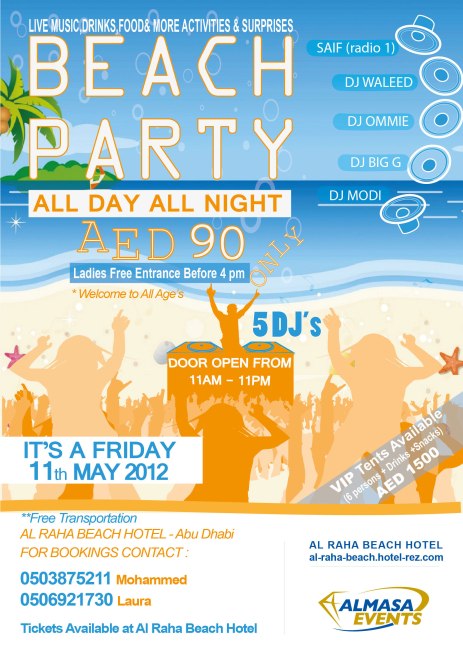 LIVE MUSIC,DRINKS,FOOD& MORE ACTIVITIES & SURPRISES
BEACH
PARTY
SAIF (radio 1)
DJ WALEED
DJ OMMIE
DJ BIG G
DJ MODI
ALL DAY ALL NIGHT
AED 90
ONLY
Ladies Free Entrance Before 4 pm
* Welcome to All Age's
5 DJ's
DOOR OPEN FROM
11AM – 11PM
IT'S A FRIDAY
11th MAY 2012
VIP Tents Available
(6 persons + Drinks +Snacks)
AED 1500
**Free Transportation
AL RAHA BEACH HOTEL - Abu Dhabi
FOR BOOKINGS CONTACT :
0503875211 Mohammed
0506921730 Laura
Tickets Available at Al Raha Beach Hotel
AL RAHA BEACH HOTEL
al-raha-beach.hotel-rez.com
ALMASA
EVENTS